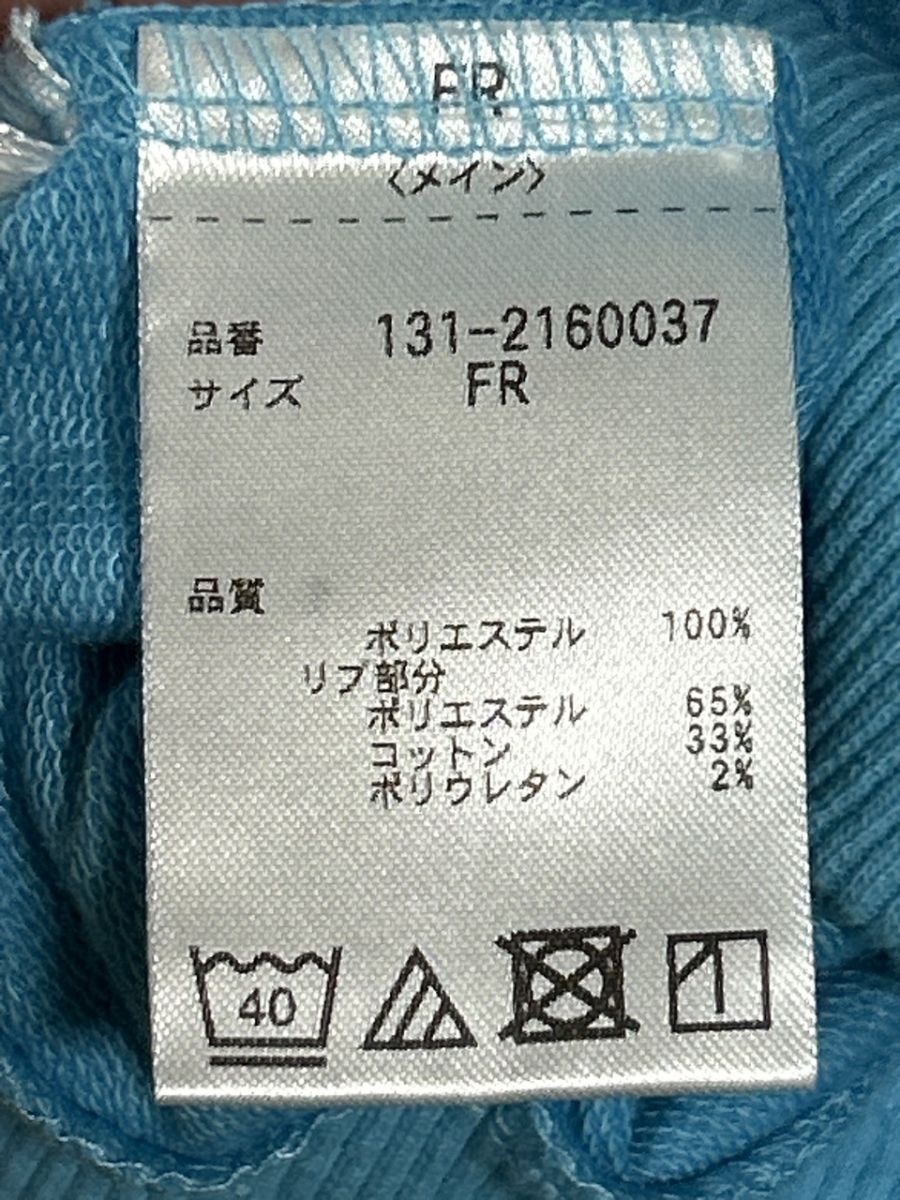 FR
〈メイン〉
品番 131-2160037
サイズ FR
品質
ポリエステル 100%
リブ部分
ポリエステル 65%
コットン 33%
ポリウレタン 2%
40